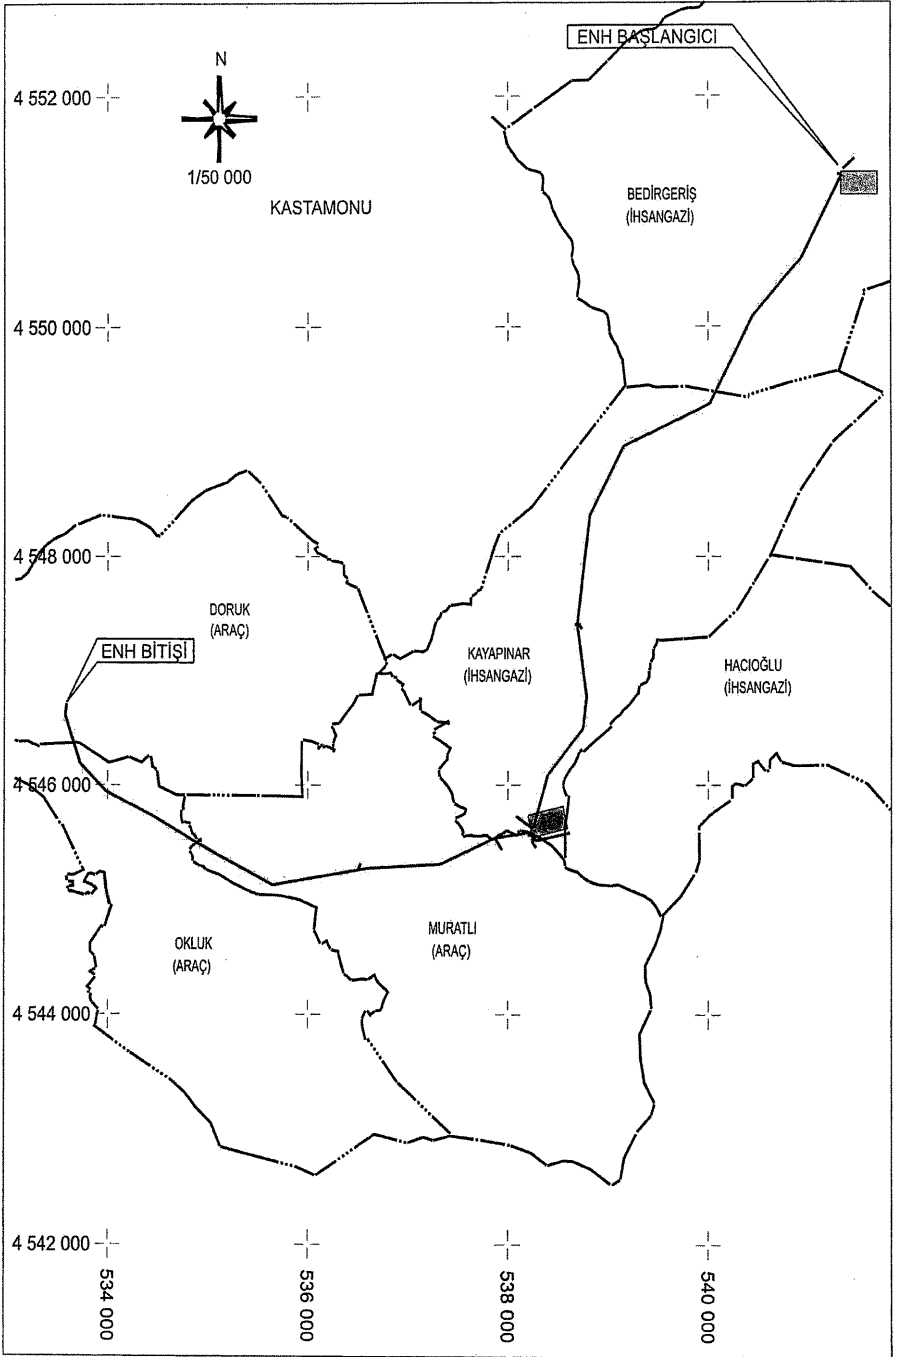 ENH BAŞLANGICI
N
4 552 000
1/50 000
KASTAMONU
BEDİRGERİŞ
(İHSANGAZİ)
4 550 000
4 548 000
DORUK
(ARAÇ)
ENH BİTİŞİ
KAYAPINAR
(İHSANGAZİ)
HACIOĞLU
(İHSANGAZİ)
4 546 000
MURATLI
(ARAÇ)
OKLUK
(ARAÇ)
4 544 000
4 542 000
534 000
536 000
538 000
540 000